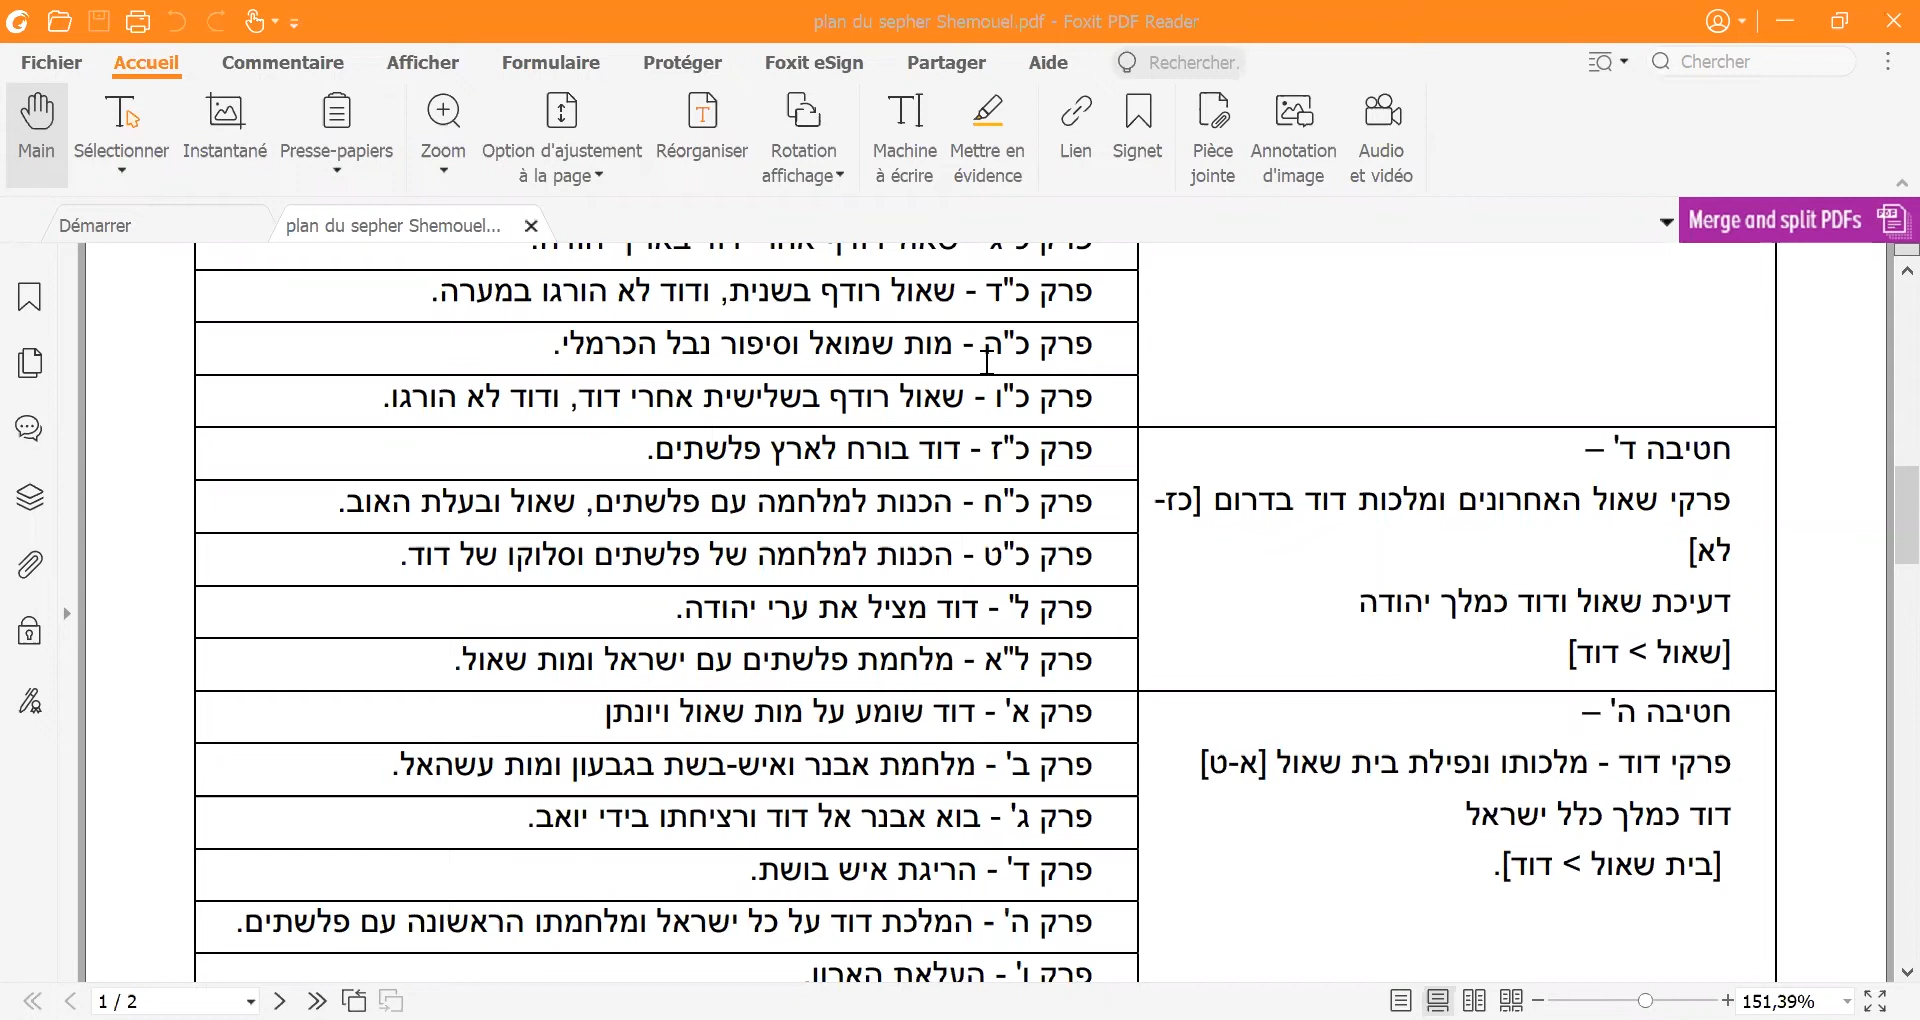 plan du sepher Shemouel.pdf - Foxit PDF Reader
Fichier Accueil Commentaire Afficher Formulaire Protéger Foxit eSign Partager Aide Rechercher. Chercher
Main Sélectionner Instantané Presse-papiers Zoom Option d'ajustement à la page Réorganiser Rotation affichage Machine à écrire Mettre en évidence Lien Signet Pièce jointe Annotation d'image Audio et vidéo
Démarrer plan du sepher Shemouel... Merge and split PDFs
פרק כ"ד - שאול רודף בשנית, ודוד לא הורגו במערה.
פרק כ"ה - מות שמואל וסיפור נבל הכרמלי.
פרק כ"ו - שאול רודף בשלישית אחרי דוד, ודוד לא הורגו.
חטיבה ד' –
פרקי שאול האחרונים ומלכות דוד בדרום [כז-
לא]
דעיכת שאול ודוד כמלך יהודה
[שאול > דוד]
פרק כ"ז - דוד בורח לארץ פלשתים.
פרק כ"ח - הכנות למלחמה עם פלשתים, שאול ובעלת האוב.
פרק כ"ט - הכנות למלחמה של פלשתים וסלוקו של דוד.
פרק ל' - דוד מציל את ערי יהודה.
פרק ל"א - מלחמת פלשתים עם ישראל ומות שאול.
חטיבה ה' –
פרקי דוד - מלכותו ונפילת בית שאול [א-ט]
דוד כמלך כלל ישראל
[בית שאול > דוד].
פרק א' - דוד שומע על מות שאול ויונתן
פרק ב' - מלחמת אבנר ואיש-בשת בגבעון ומות עשהאל.
פרק ג' - בוא אבנר אל דוד ורציחתו בידי יואב.
פרק ד' - הריגת איש בושת.
פרק ה' - המלכת דוד על כל ישראל ומלחמתו הראשונה עם פלשתים.
פרק ו' - העלאת הארון.
1 / 2 151,39%